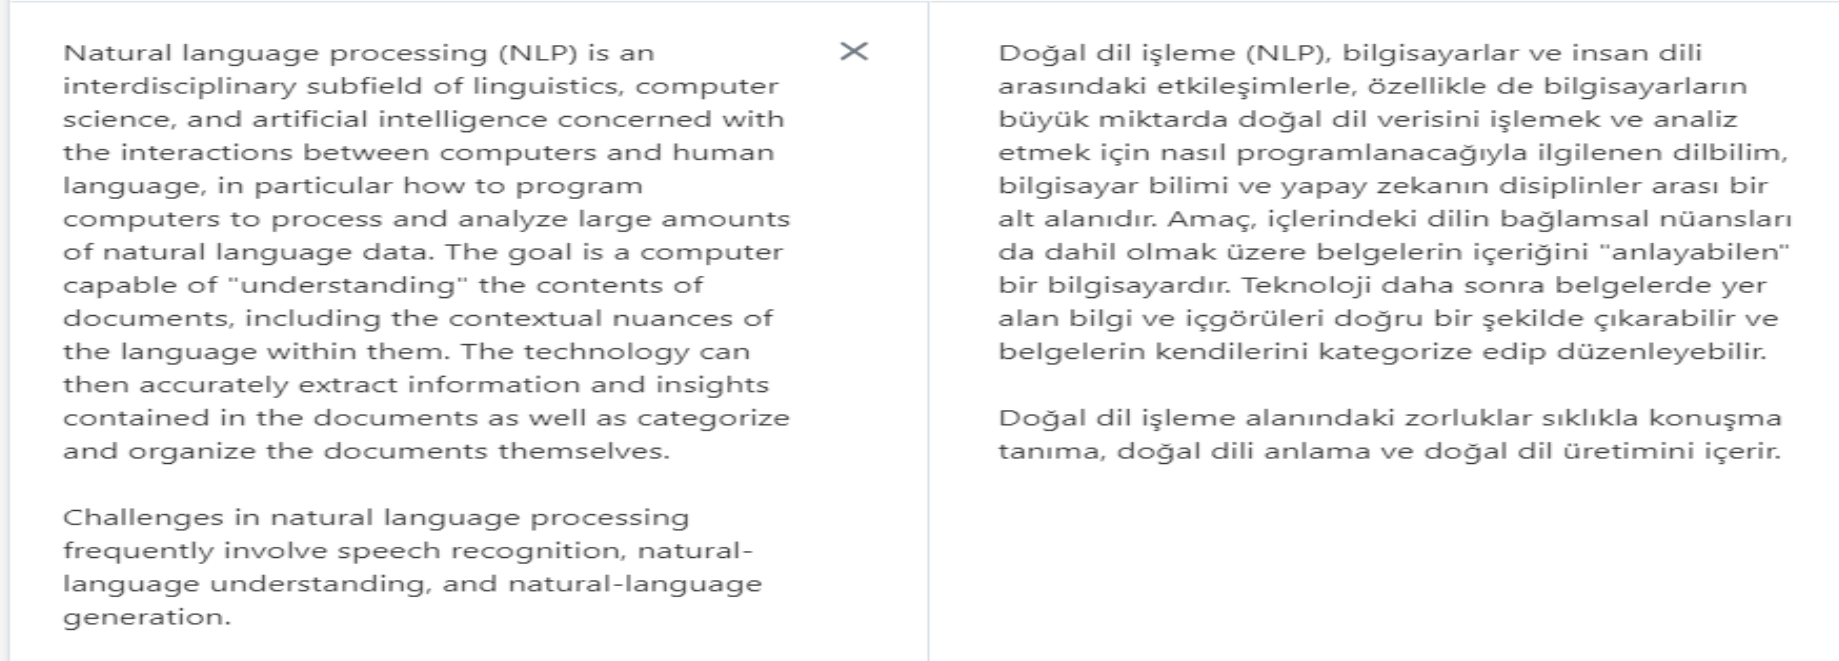 Natural language processing (NLP) is an
interdisciplinary subfield of linguistics, computer
science, and artificial intelligence concerned with
the interactions between computers and human
language, in particular how to program
computers to process and analyze large amounts
of natural language data. The goal is a computer
capable of "understanding" the contents of
documents, including the contextual nuances of
the language within them. The technology can
then accurately extract information and insights
contained in the documents as well as categorize
and organize the documents themselves.

Challenges in natural language processing
frequently involve speech recognition, natural-
language understanding, and natural-language
generation.

Doğal dil işleme (NLP), bilgisayarlar ve insan dili
arasındaki etkileşimlerle, özellikle de bilgisayarların
büyük miktarda doğal dil verisini işlemek ve analiz
etmek için nasıl programlanacağıyla ilgilenen dilbilim,
bilgisayar bilimi ve yapay zekanın disiplinler arası bir
alt alanıdır. Amaç, içlerindeki dilin bağlamsal nüansları
da dahil olmak üzere belgelerin içeriğini "anlayabilen"
bir bilgisayardır. Teknoloji daha sonra belgelerde yer
alan bilgi ve içgörüleri doğru bir şekilde çıkarabilir ve
belgelerin kendilerini kategorize edip düzenleyebilir.

Doğal dil işleme alanındaki zorluklar sıklıkla konuşma
tanıma, doğal dili anlama ve doğal dil üretimini içerir.